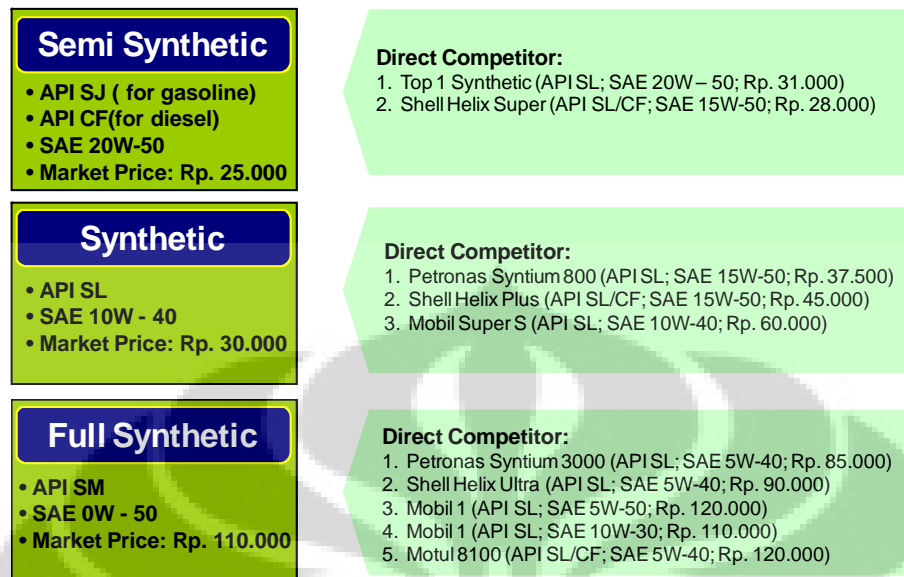 Semi Synthetic
• API SJ ( for gasoline)
• API CF(for diesel)
• SAE 20W-50
• Market Price: Rp. 25.000
Direct Competitor:
1. Top 1 Synthetic (API SL; SAE 20W – 50; Rp. 31.000)
2. Shell Helix Super (API SL/CF; SAE 15W-50; Rp. 28.000)
Synthetic
• API SL
• SAE 10W - 40
• Market Price: Rp. 30.000
Direct Competitor:
1. Petronas Syntium 800 (API SL; SAE 15W-50; Rp. 37.500)
2. Shell Helix Plus (API SL/CF; SAE 15W-50; Rp. 45.000)
3. Mobil Super S (API SL; SAE 10W-40; Rp. 60.000)
Full Synthetic
• API SM
• SAE 0W - 50
• Market Price: Rp. 110.000
Direct Competitor:
1. Petronas Syntium 3000 (API SL; SAE 5W-40; Rp. 85.000)
2. Shell Helix Ultra (API SL; SAE 5W-40; Rp. 90.000)
3. Mobil 1 (API SL; SAE 5W-50; Rp. 120.000)
4. Mobil 1 (API SL; SAE 10W-30; Rp. 110.000)
5. Motul 8100 (API SL/CF; SAE 5W-40; Rp. 120.000)